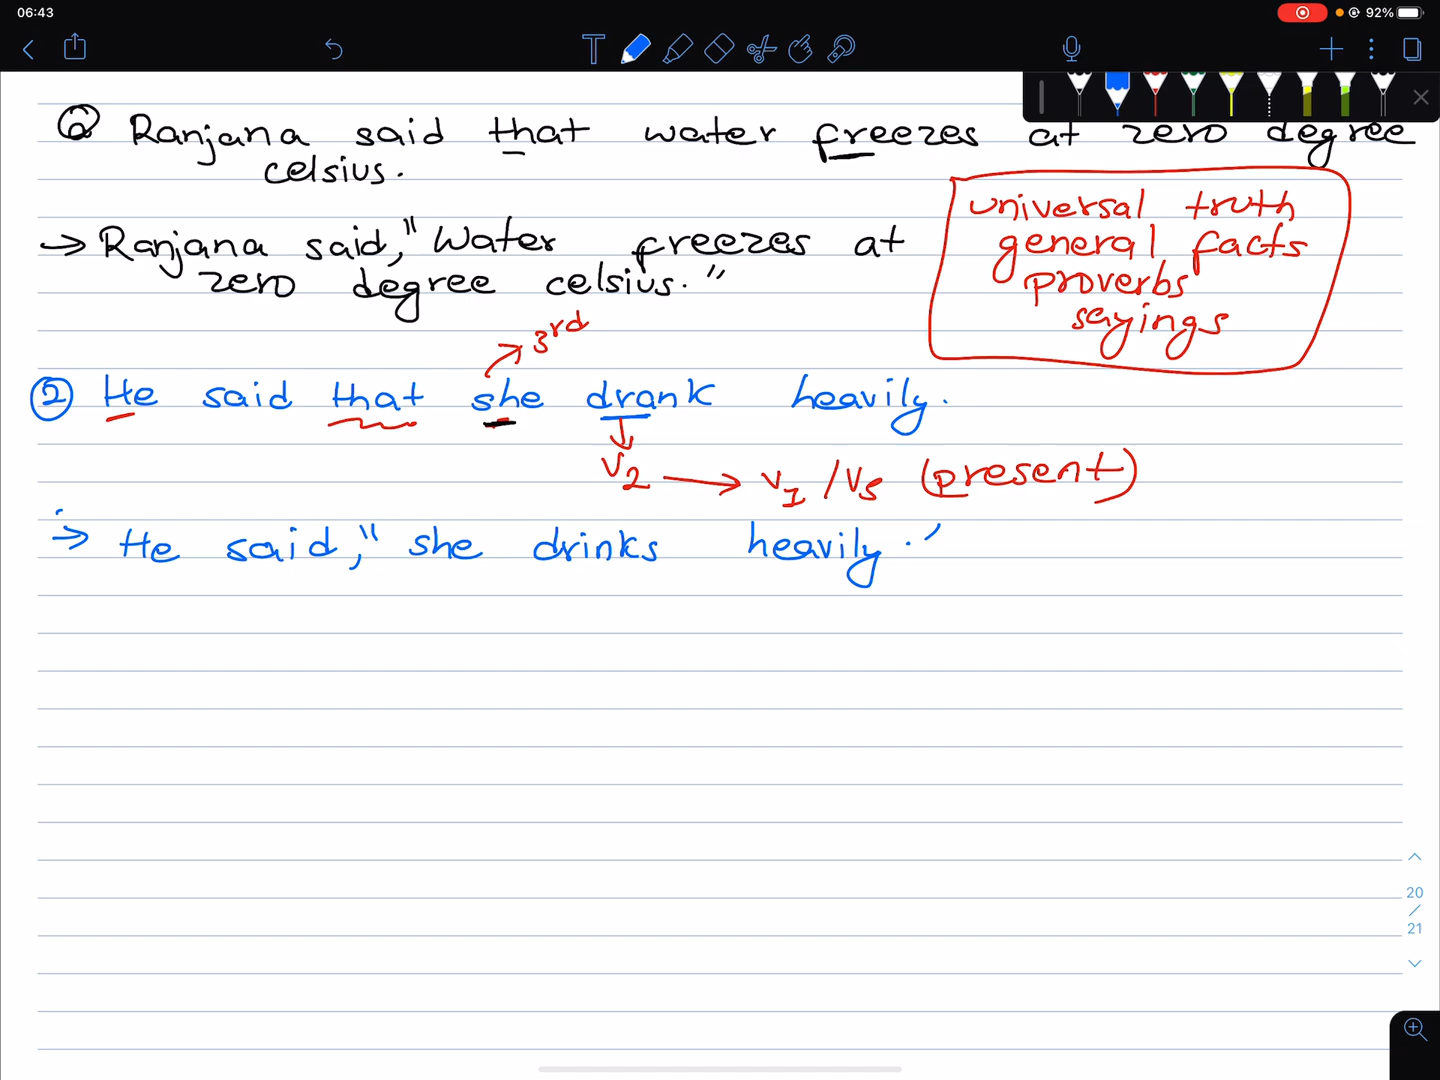 06:43
92%
@ Ranjana said that water freezes at zero degree
celsius.
universal truth
general facts
proverbs
sayings
→ Ranjana said, "Water freezes at
zero degree celsius."
3rd
② He said that she drank heavily.
V2 → V1 / V5 (present)
→ He said, " she drinks heavily.'
20
/
21